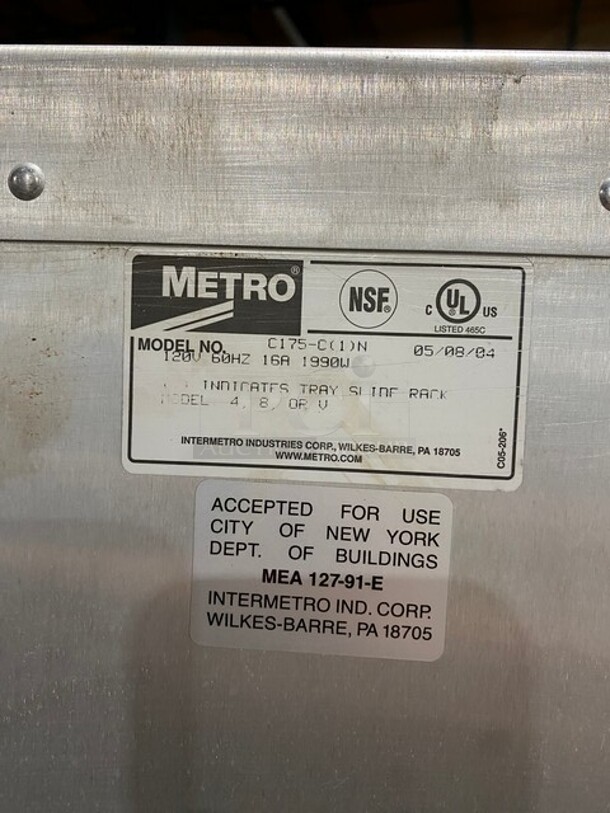 METRO®
NSF®
C UL US
LISTED 465C
MODEL NO. C175-C(1)N 05/08/04
120V 60HZ 16A 1990W
INDICATES TRAY SLIDE RACK
MODEL 4, 8, OR V
INTERMETRO INDUSTRIES CORP., WILKES-BARRE, PA 18705
WWW.METRO.COM
C05-206*
ACCEPTED FOR USE
CITY OF NEW YORK
DEPT. OF BUILDINGS
MEA 127-91-E
INTERMETRO IND. CORP.
WILKES-BARRE, PA 18705